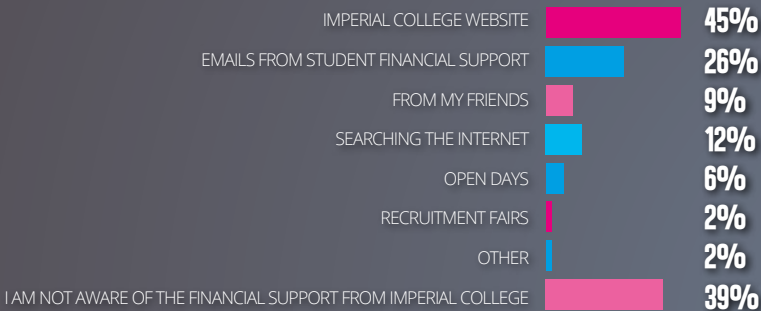 IMPERIAL COLLEGE WEBSITE 45%
EMAILS FROM STUDENT FINANCIAL SUPPORT 26%
FROM MY FRIENDS 9%
SEARCHING THE INTERNET 12%
OPEN DAYS 6%
RECRUITMENT FAIRS 2%
OTHER 2%
I AM NOT AWARE OF THE FINANCIAL SUPPORT FROM IMPERIAL COLLEGE 39%